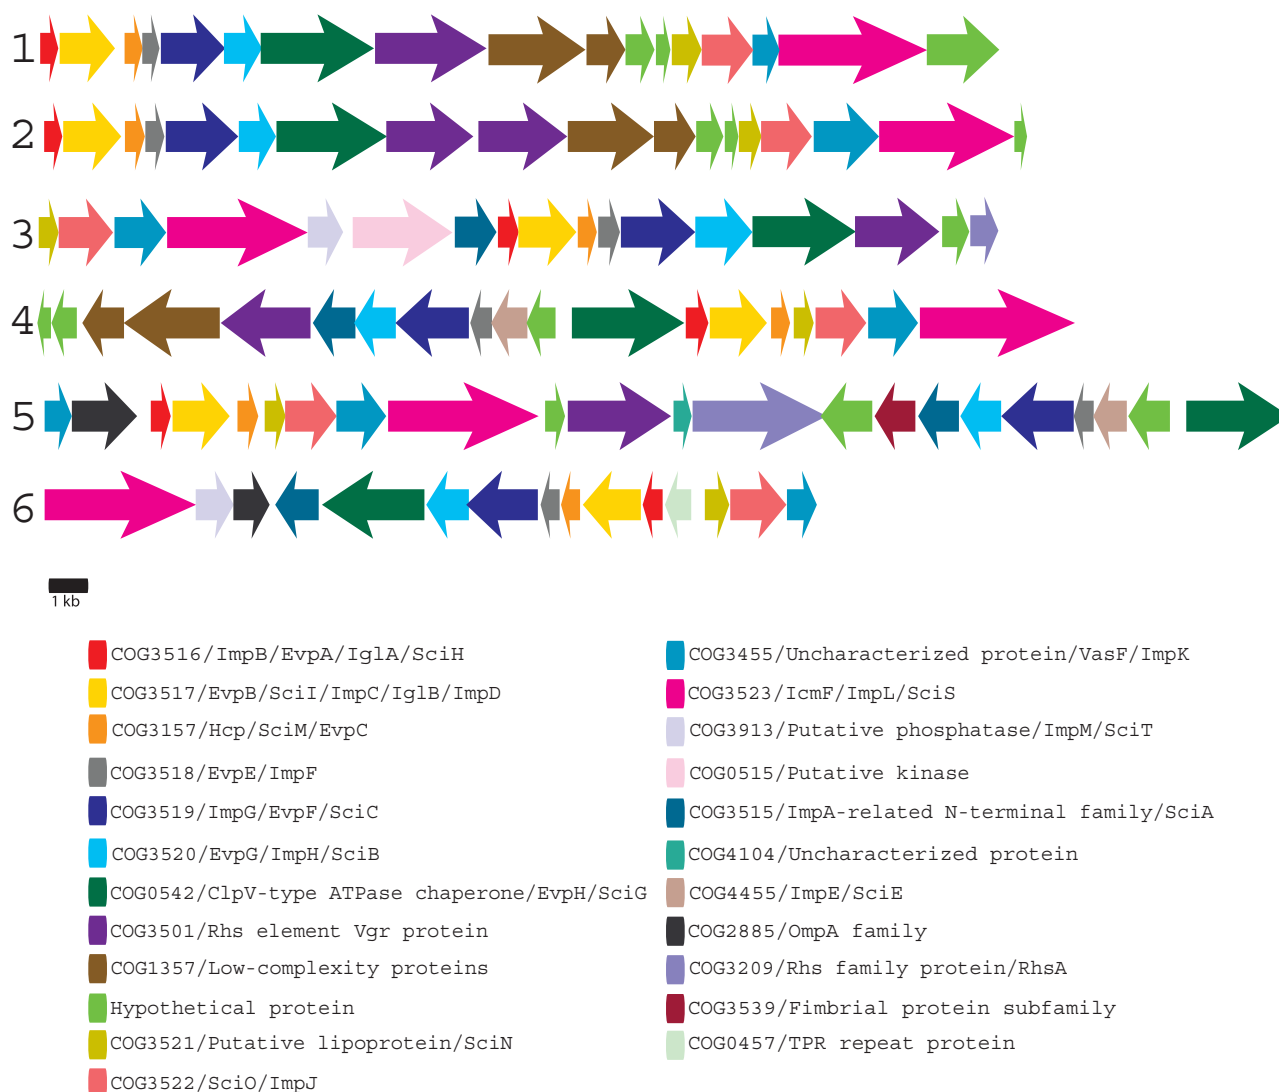 1
2
3
4
5
6
1 kb
COG3516/ImpB/EvpA/IglA/SciH
COG3517/EvpB/SciI/ImpC/IglB/ImpD
COG3157/Hcp/SciM/EvpC
COG3518/EvpE/ImpF
COG3519/ImpG/EvpF/SciC
COG3520/EvpG/ImpH/SciB
COG0542/ClpV-type ATPase chaperone/EvpH/SciG
COG3501/Rhs element Vgr protein
COG1357/Low-complexity proteins
Hypothetical protein
COG3521/Putative lipoprotein/SciN
COG3522/SciO/ImpJ
COG3455/Uncharacterized protein/VasF/ImpK
COG3523/IcmF/ImpL/SciS
COG3913/Putative phosphatase/ImpM/SciT
COG0515/Putative kinase
COG3515/ImpA-related N-terminal family/SciA
COG4104/Uncharacterized protein
COG4455/ImpE/SciE
COG2885/OmpA family
COG3209/Rhs family protein/RhsA
COG3539/Fimbrial protein subfamily
COG0457/TPR repeat protein